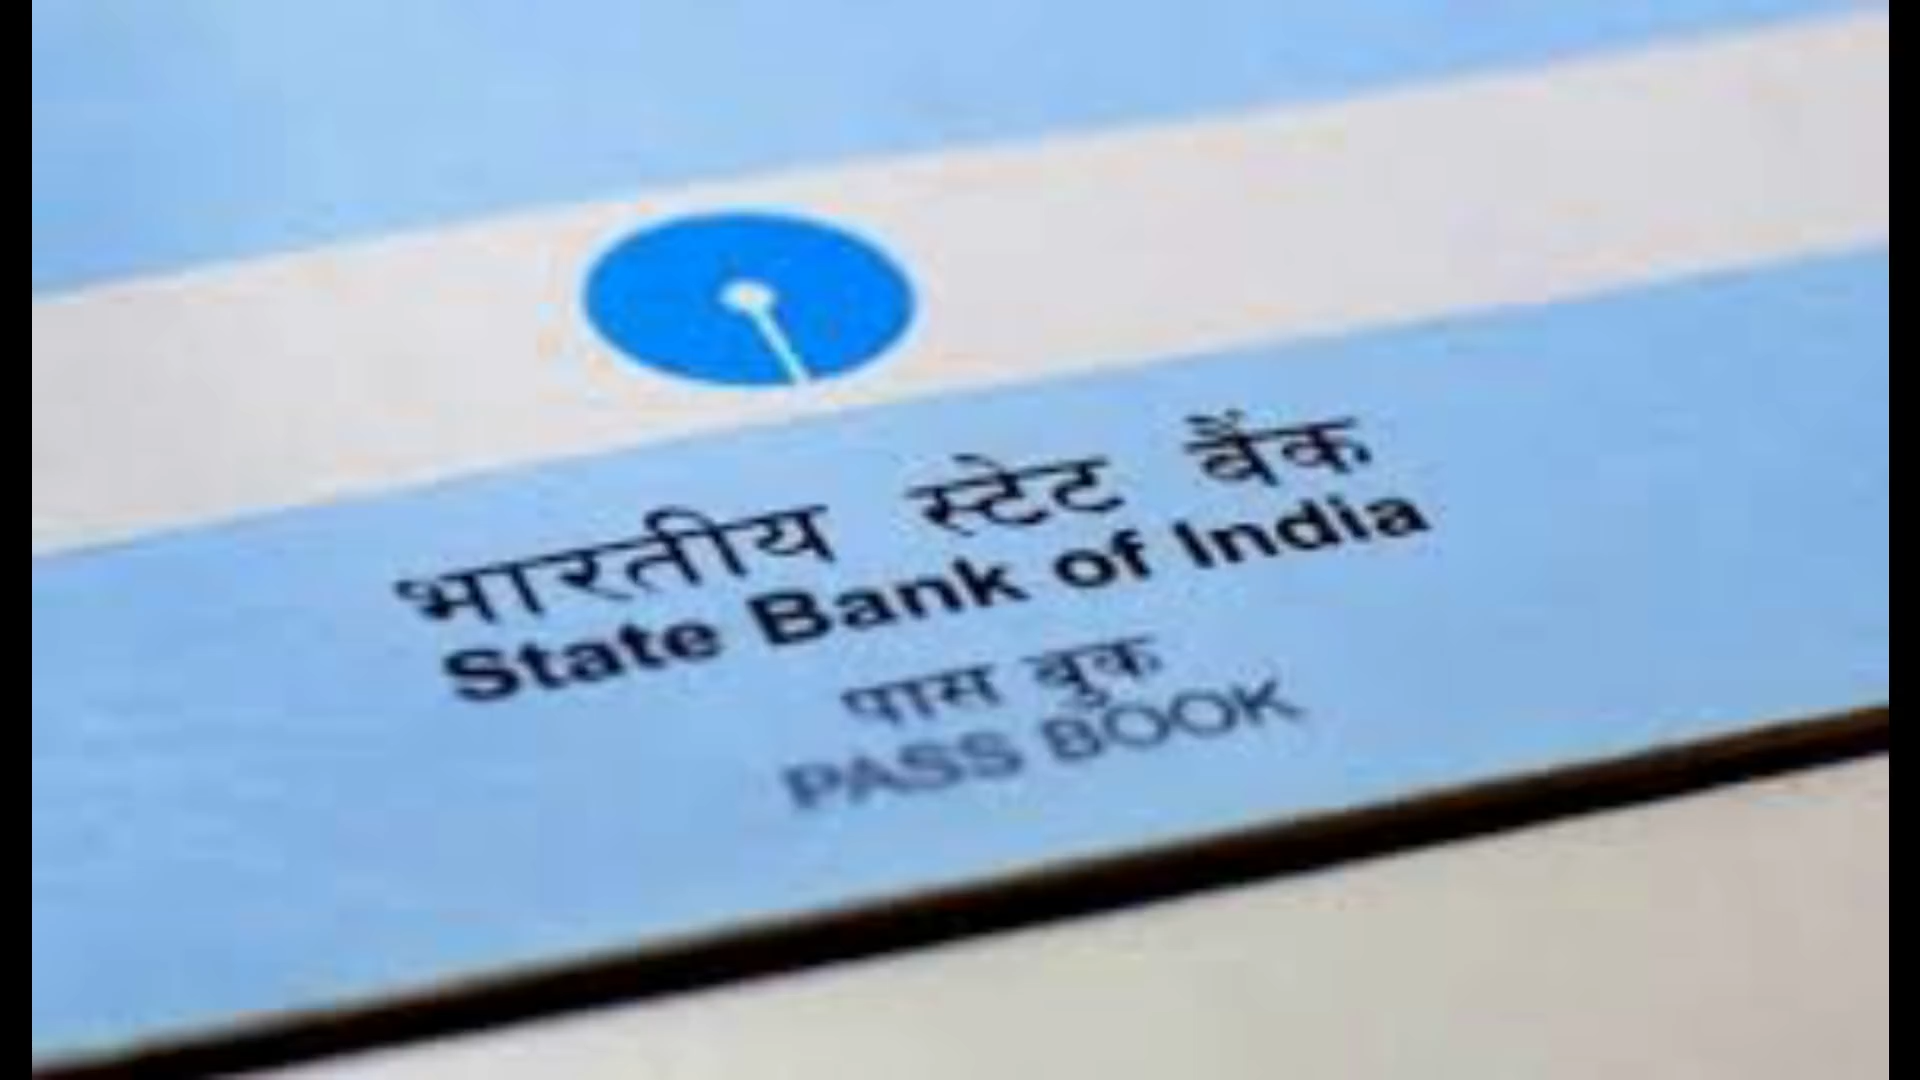 भारतीय स्टेट बैंक
State Bank of India
पास बुक
PASS BOOK